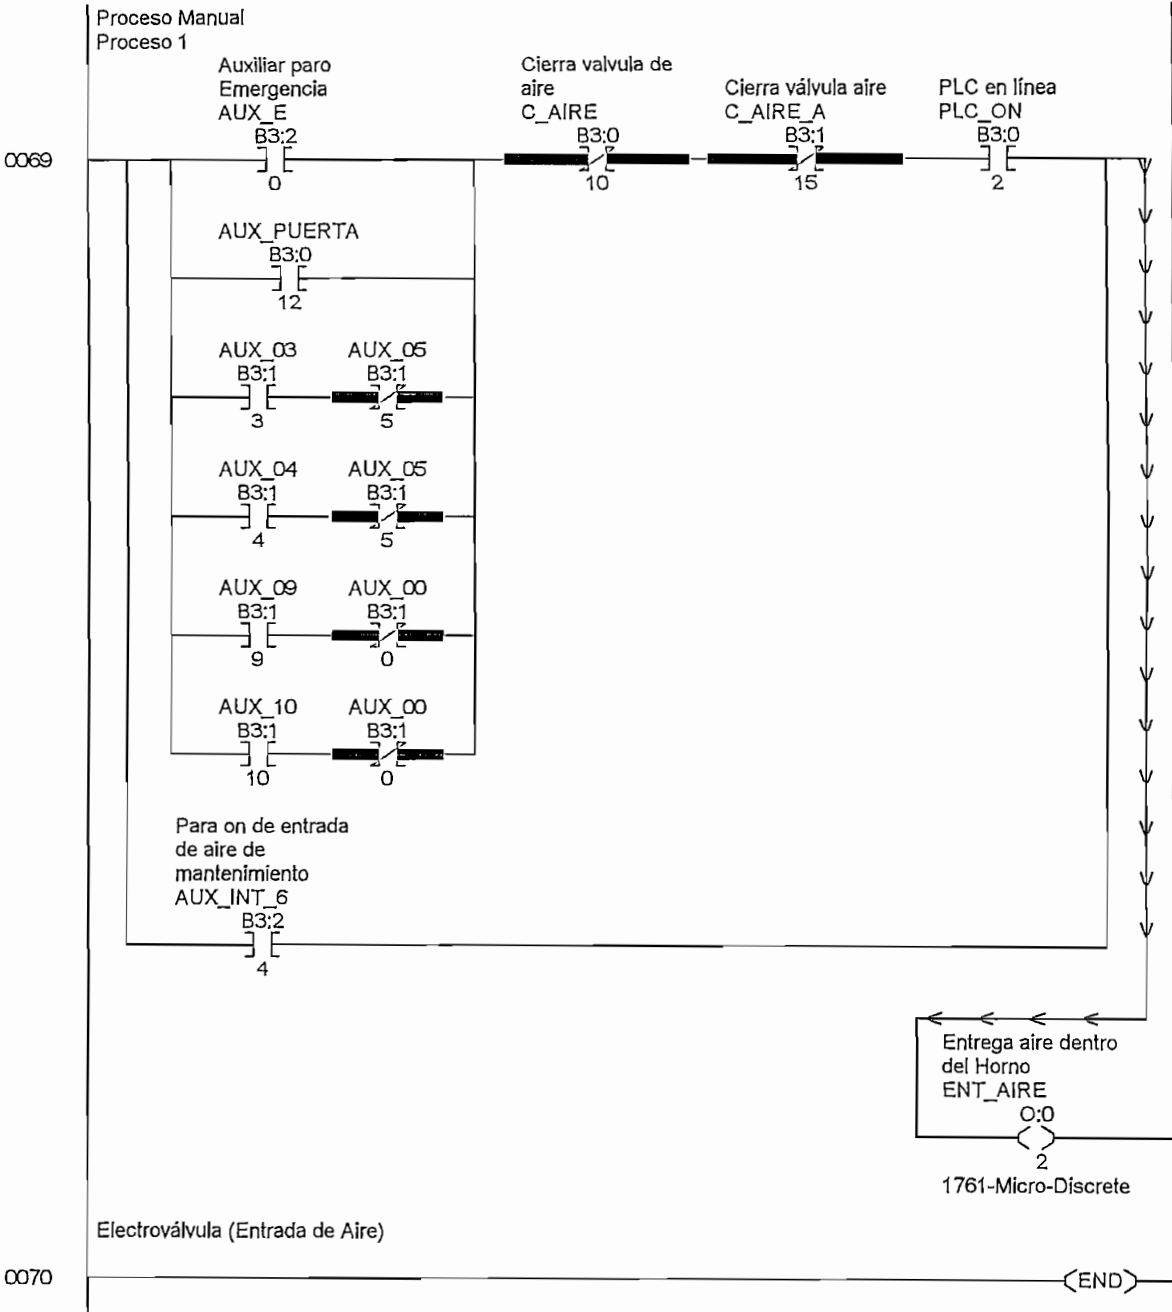 Proceso Manual
Proceso 1
Auxiliar paro
Emergencia
AUX_E
B3:2
0
Cierra valvula de
aire
C_AIRE
B3:0
10
Cierra válvula aire
C_AIRE_A
B3:1
15
PLC en línea
PLC_ON
B3:0
2
0069
AUX_PUERTA
B3:0
12
AUX_03
B3:1
3
AUX_05
B3:1
5
AUX_04
B3:1
4
AUX_05
B3:1
5
AUX_09
B3:1
9
AUX_00
B3:1
0
AUX_10
B3:1
10
AUX_00
B3:1
0
Para on de entrada
de aire de
mantenimiento
AUX_INT_6
B3:2
4
Entrega aire dentro
del Horno
ENT_AIRE
O:0
2
1761-Micro-Discrete
Electroválvula (Entrada de Aire)
0070
END